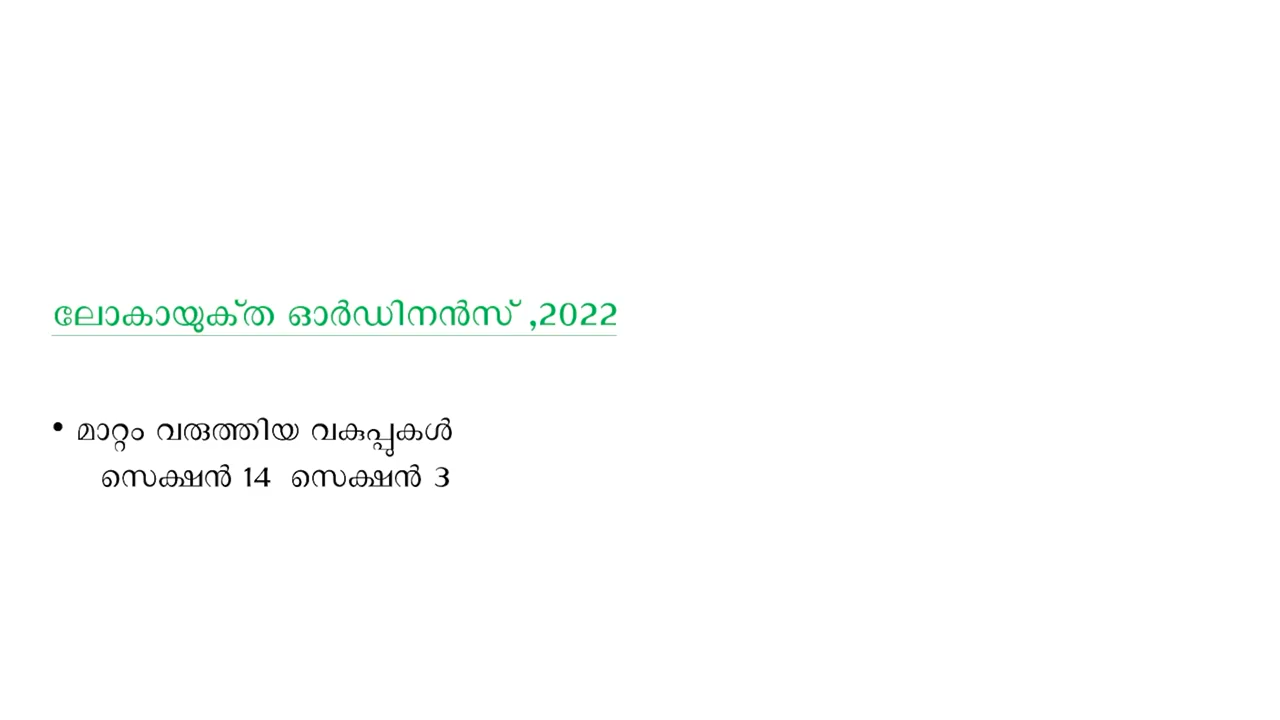 ലോകായുക്ത ഓർഡിനൻസ് ,2022
• മാറ്റം വരുത്തിയ വകുപ്പുകൾ
സെക്ഷൻ 14 സെക്ഷൻ 3